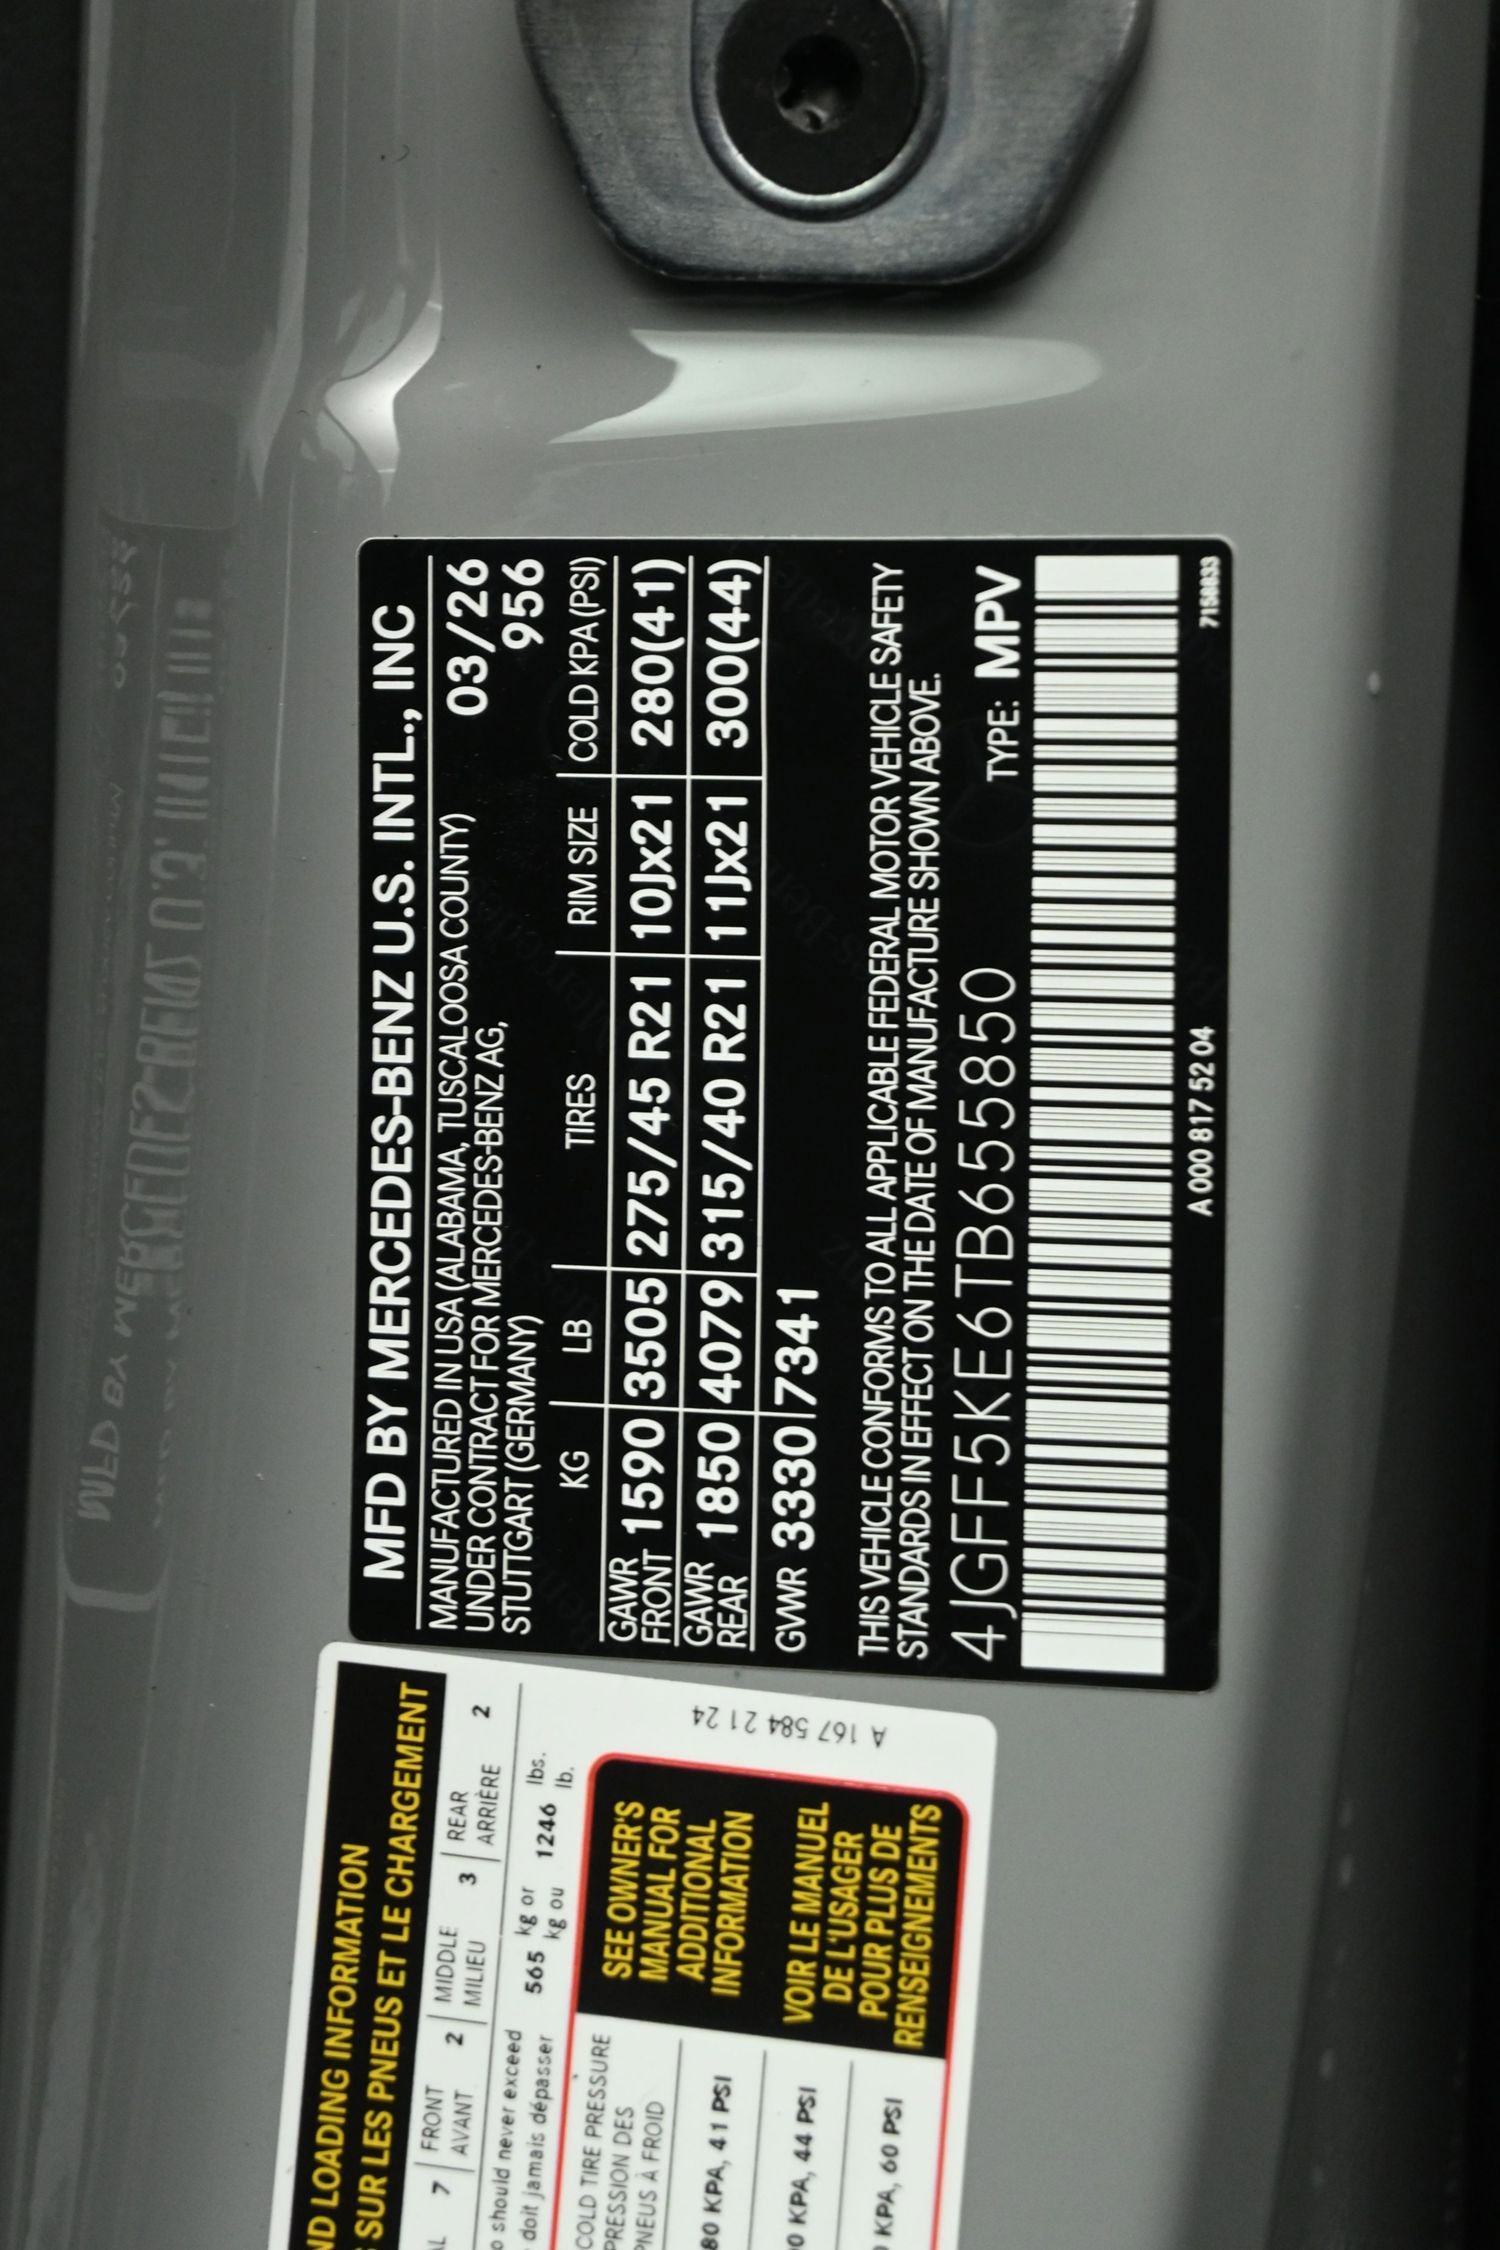 MFD BY MERCEDES-BENZ U.S. INTL., INC
MANUFACTURED IN USA (ALABAMA, TUSCALOOSA COUNTY) 03/26
UNDER CONTRACT FOR MERCEDES-BENZ AG, 956
STUTTGART (GERMANY)
KG LB TIRES RIM SIZE COLD KPA (PSI)
GAWR FRONT 1590 3505 275/45 R21 10Jx21 280(41)
GAWR REAR 1850 4079 315/40 R21 11Jx21 300(44)
GVWR 3330 7341
THIS VEHICLE CONFORMS TO ALL APPLICABLE FEDERAL MOTOR VEHICLE SAFETY
STANDARDS IN EFFECT ON THE DATE OF MANUFACTURE SHOWN ABOVE.
4JGFF5KE6TB655850 TYPE: MPV
A 000 817 52 04 7158833
LOADING INFORMATION
SUR LES PNEUS ET LE CHARGEMENT
7 FRONT 2 MIDDLE 3 REAR 2
AVANT MILIEU ARRIÈRE
should never exceed 565 kg or 1246 lbs.
doit jamais dépasser kg ou lb.
COLD TIRE PRESSURE
PRESSION DES
PNEUS À FROID
80 KPA, 41 PSI
0 KPA, 44 PSI
KPA, 60 PSI
SEE OWNER'S
MANUAL FOR
ADDITIONAL
INFORMATION
VOIR LE MANUEL
DE L'USAGER
POUR PLUS DE
RENSEIGNEMENTS
A 167 584 21 24